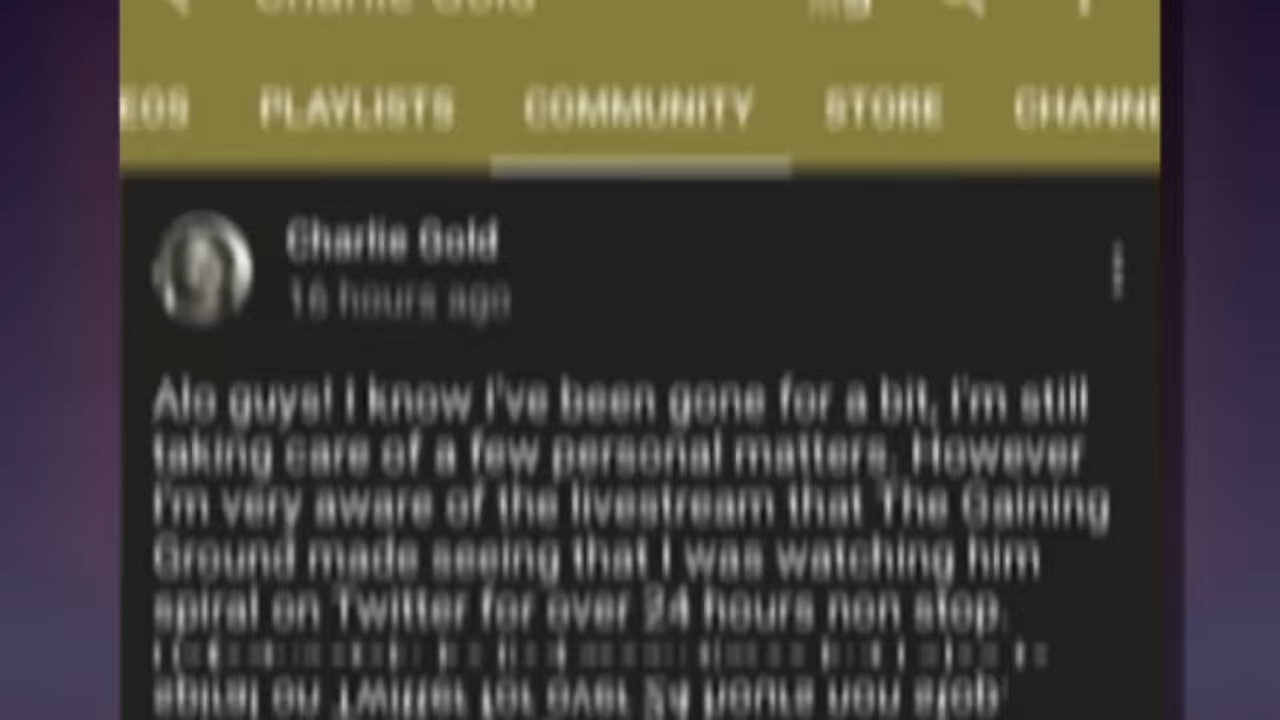 Charlie Gold
EOS PLAYLISTS COMMUNITY STORE CHANNE
Charlie Gold
16 hours ago
Alo guys! I know I've been gone for a bit, I'm still
taking care of a few personal matters. However
I'm very aware of the livestream that The Gaining
Ground made seeing that I was watching him
spiral on Twitter for over 24 hours non stop.